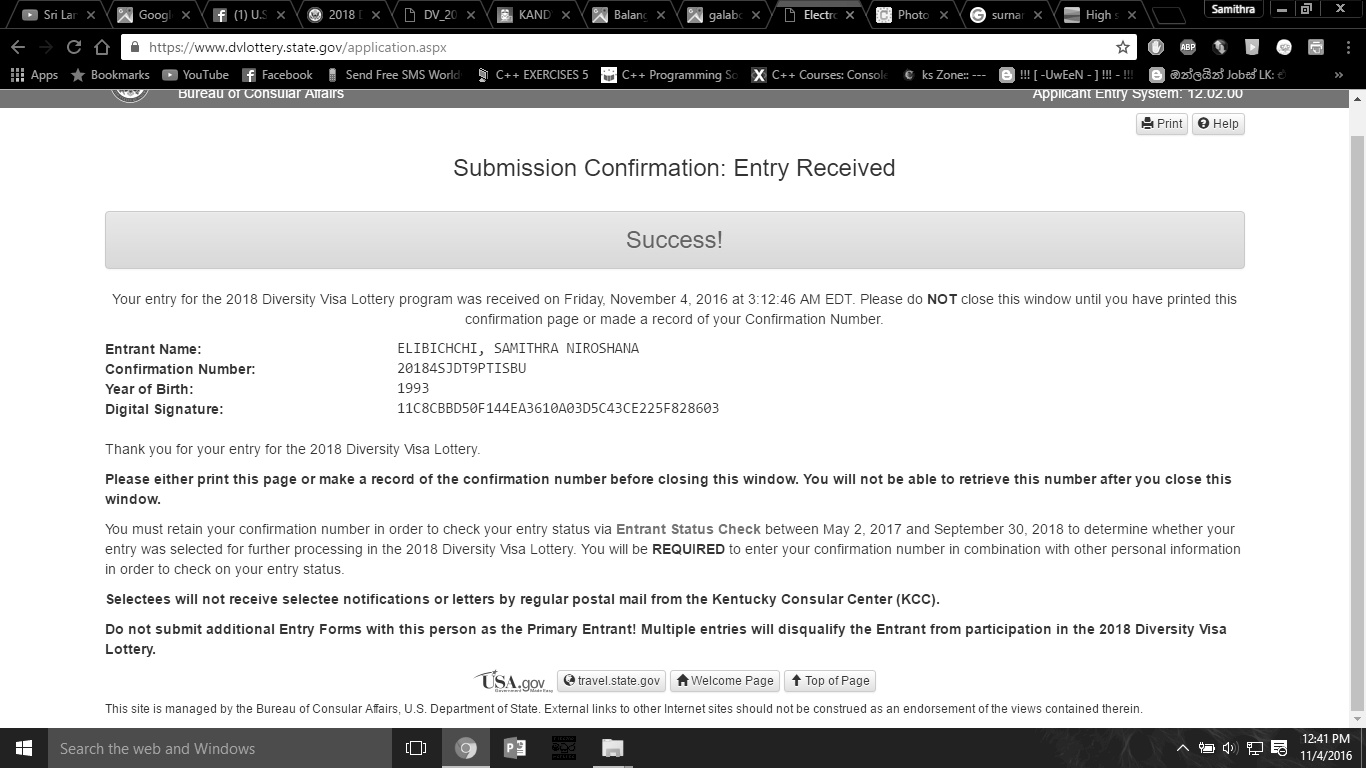 Sri Lan
Googl
(1) U.S
2018 D
DV_20
KAND
Balang
galabo
Electro
Photo
surnar
High s
Samithra
https://www.dvlottery.state.gov/application.aspx
ABP
Apps
Bookmarks
YouTube
Facebook
Send Free SMS World
C++ EXERCISES 5
C++ Programming So
C++ Courses: Console
ks Zone:: ---
!!! [ -UwEeN - ] !!! - !!!
ඔන්ලයින් Jobස් LK:
»
Bureau of Consular Affairs
Applicant Entry System: 12.02.00
Print
Help
Submission Confirmation: Entry Received
Success!
Your entry for the 2018 Diversity Visa Lottery program was received on Friday, November 4, 2016 at 3:12:46 AM EDT. Please do NOT close this window until you have printed this
confirmation page or made a record of your Confirmation Number.
Entrant Name: ELIBICHCHI, SAMITHRA NIROSHANA
Confirmation Number: 20184SJDT9PTISBU
Year of Birth: 1993
Digital Signature: 11C8CBBD50F144EA3610A03D5C43CE225F828603
Thank you for your entry for the 2018 Diversity Visa Lottery.
Please either print this page or make a record of the confirmation number before closing this window. You will not be able to retrieve this number after you close this
window.
You must retain your confirmation number in order to check your entry status via Entrant Status Check between May 2, 2017 and September 30, 2018 to determine whether your
entry was selected for further processing in the 2018 Diversity Visa Lottery. You will be REQUIRED to enter your confirmation number in combination with other personal information
in order to check on your entry status.
Selectees will not receive selectee notifications or letters by regular postal mail from the Kentucky Consular Center (KCC).
Do not submit additional Entry Forms with this person as the Primary Entrant! Multiple entries will disqualify the Entrant from participation in the 2018 Diversity Visa
Lottery.
USA.gov
Government Made Easy
travel.state.gov
Welcome Page
Top of Page
This site is managed by the Bureau of Consular Affairs, U.S. Department of State. External links to other Internet sites should not be construed as an endorsement of the views contained therein.
Search the web and Windows
12:41 PM
11/4/2016